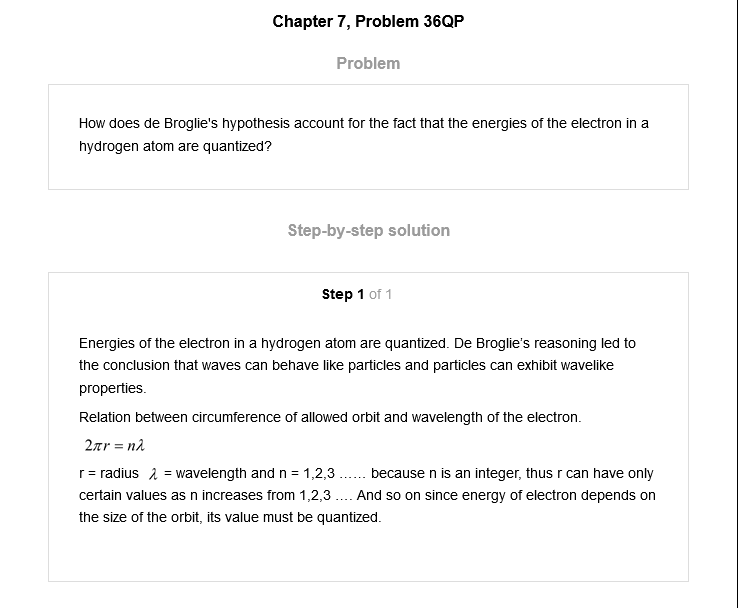 Chapter 7, Problem 36QP
Problem
How does de Broglie's hypothesis account for the fact that the energies of the electron in a
hydrogen atom are quantized?
Step-by-step solution
Step 1 of 1
Energies of the electron in a hydrogen atom are quantized. De Broglie's reasoning led to
the conclusion that waves can behave like particles and particles can exhibit wavelike
properties.
Relation between circumference of allowed orbit and wavelength of the electron.
2πr = nλ
r = radius λ = wavelength and n = 1,2,3 ...... because n is an integer, thus r can have only
certain values as n increases from 1,2,3 .... And so on since energy of electron depends on
the size of the orbit, its value must be quantized.